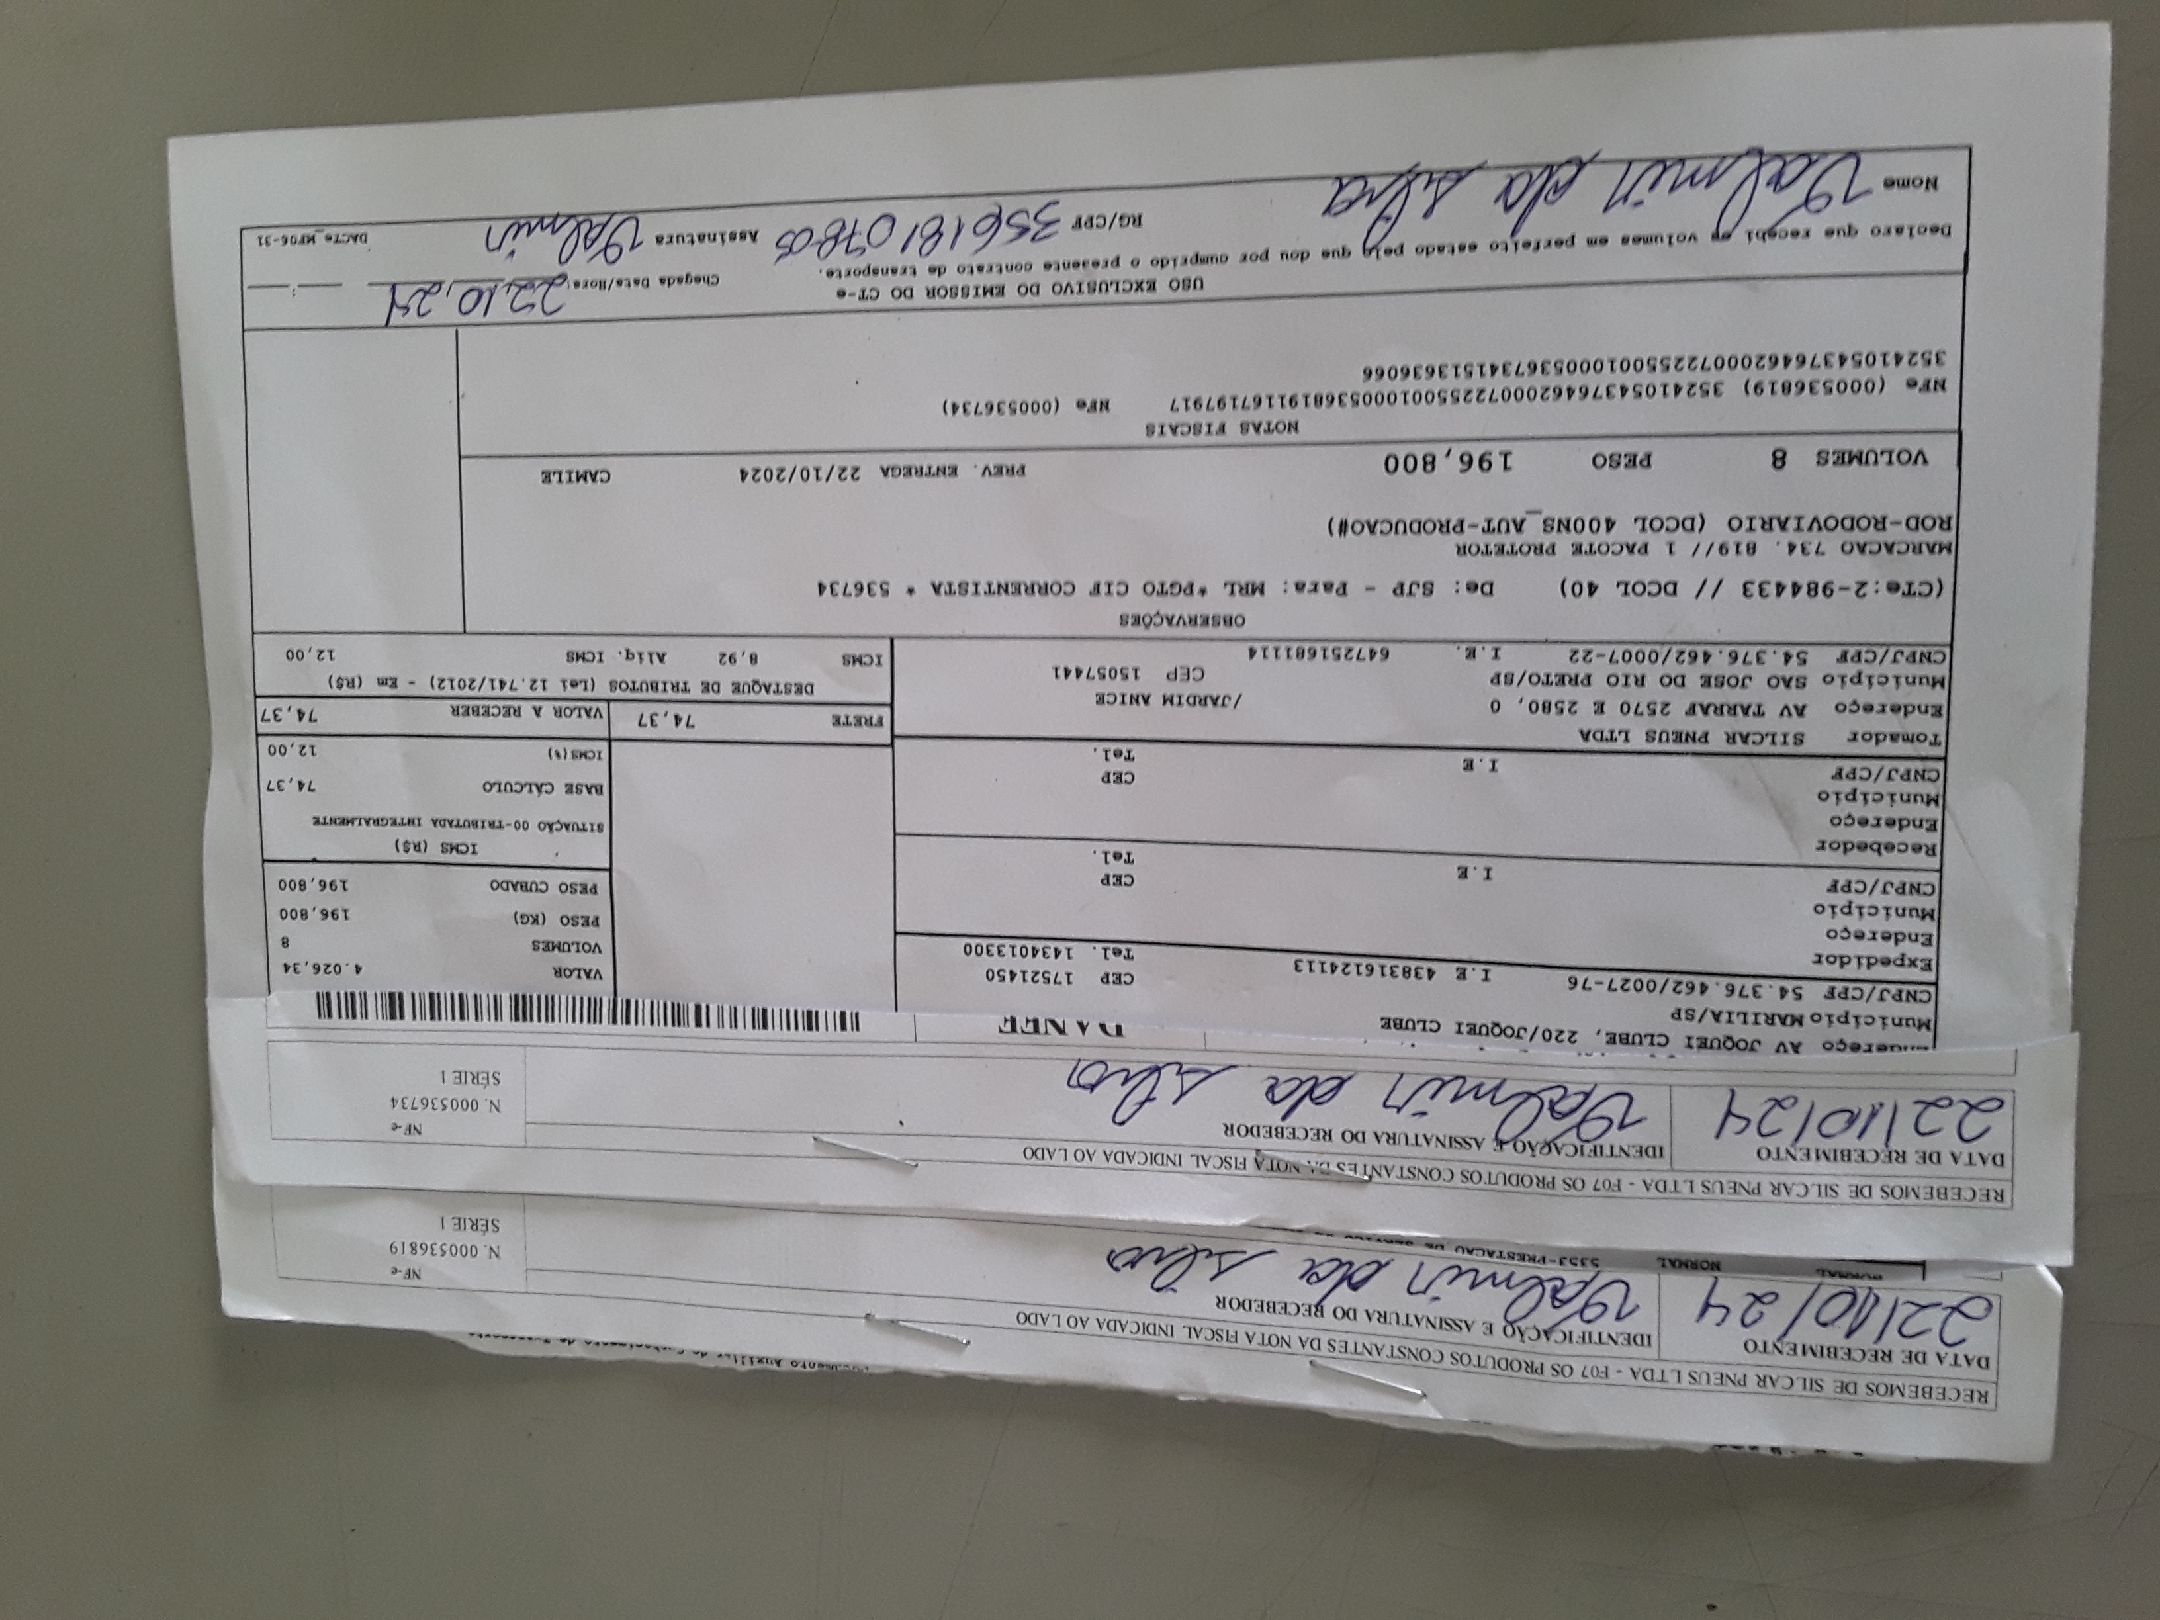 RECEBEMOS DE SILCAR PNEUS LTDA - F07 OS PRODUTOS CONSTANTES DA NOTA FISCAL INDICADA AO LADO
DATA DE RECEBIMENTO IDENTIFICAÇÃO E ASSINATURA DO RECEBEDOR
22/10/24 Valmir da silva
NF-e
N. 000536819
SÉRIE 1
NORMAL 5353-PRESTACAO DE
RECEBEMOS DE SILCAR PNEUS LTDA - F07 OS PRODUTOS CONSTANTES DA NOTA FISCAL INDICADA AO LADO
DATA DE RECEBIMENTO IDENTIFICAÇÃO E ASSINATURA DO RECEBEDOR
22/10/24 Valmir da silva
NF-e
N. 000536734
SÉRIE 1
DANFE
Endereço AV JOQUEI CLUBE, 220/JOQUEI CLUBE
Município MARILIA/SP CEP 17521450
CNPJ/CPF 54.376.462/0027-76 I.E 438316124113 Tel. 1434013300
Expedidor
Endereço
Município CEP
CNPJ/CPF I.E Tel.
Recebedor
Endereço
Município CEP
CNPJ/CPF I.E Tel.
Tomador SILCAR PNEUS LTDA
Endereço AV TARRAF 2570 E 2580, 0 /JARDIM ANICE
Município SAO JOSE DO RIO PRETO/SP CEP 15057441
CNPJ/CPF 54.376.462/0007-22 I.E. 647251681114
VALOR 4.026,34
VOLUMES 8
PESO (KG) 196,800
PESO CUBADO 196,800
ICMS (R$)
SITUAÇÃO 00-TRIBUTADA INTEGRALMENTE
BASE CÁLCULO 74,37
ICMS(%) 12,00
FRETE 74,37 VALOR A RECEBER 74,37
DESTAQUE DE TRIBUTOS (Lei 12.741/2012) - Em (R$)
ICMS 8,92 Aliq. ICMS 12,00
OBSERVAÇÕES
(CTe:2-984433 // DCOL 40) De: SJP - Para: MRL *PGTO CIF CORRENTISTA * 536734
MARCACAO 734. 819// 1 PACOTE PROTETOR
ROD-RODOVIARIO (DCOL 400NS_AUT-PRODUCAO#)
VOLUMES 8 PESO 196,800 PREV. ENTREGA 22/10/2024 CAMILE
NOTAS FISCAIS
NFe (000536819) 35241054376462000722550010005368191167197917 NFe (000536734)
35241054376462000722550010005367341513636066
USO EXCLUSIVO DO EMISSOR DO CT-e
Chegada Data/Hora: 22,10,24
Declaro que recebi os volumes em perfeito estado pelo que dou por cumprido o presente contrato de transporte.
Nome Valmir da silva RG/CPF 35618107805 Assinatura Valmir
DACTe_MF06-31